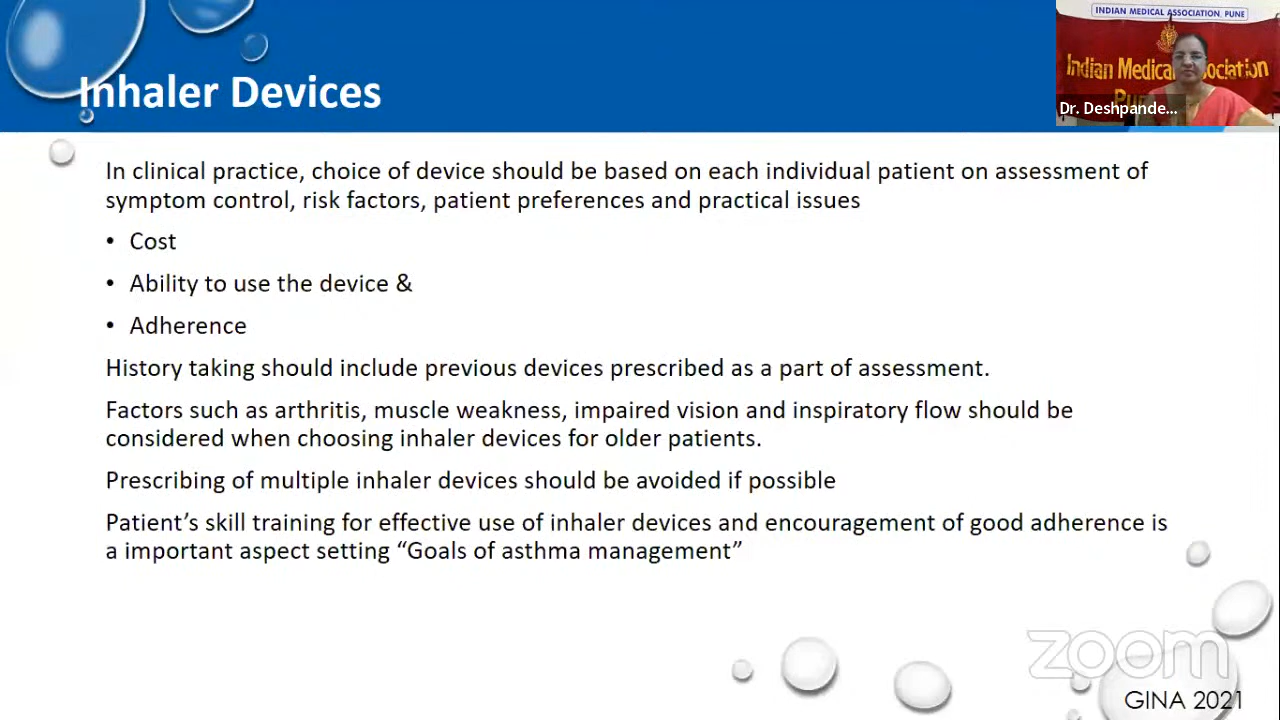 INDIAN MEDICAL ASSOCIATION, PUNE
Indian Medical
Dr. Deshpande...
Inhaler Devices
In clinical practice, choice of device should be based on each individual patient on assessment of
symptom control, risk factors, patient preferences and practical issues
• Cost
• Ability to use the device &
• Adherence
History taking should include previous devices prescribed as a part of assessment.
Factors such as arthritis, muscle weakness, impaired vision and inspiratory flow should be
considered when choosing inhaler devices for older patients.
Prescribing of multiple inhaler devices should be avoided if possible
Patient’s skill training for effective use of inhaler devices and encouragement of good adherence is
a important aspect setting “Goals of asthma management”
zoom
GINA 2021